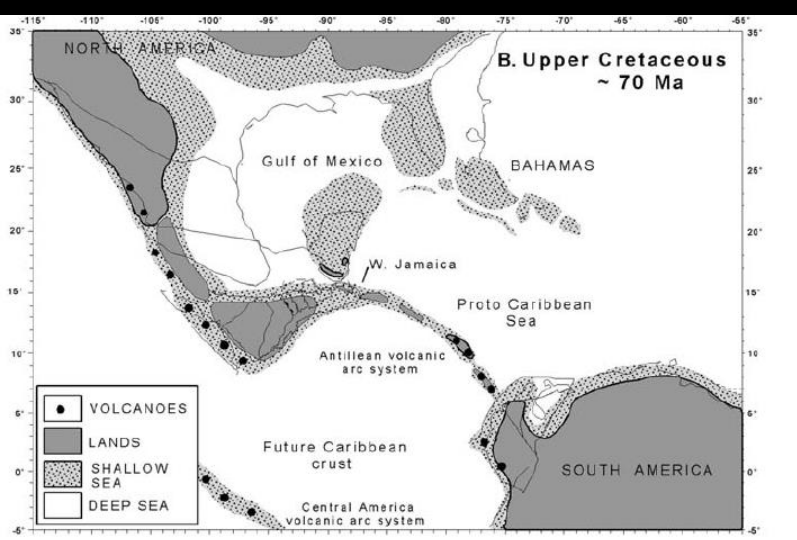 -115° -105° -100° -95° -90° -85° -80° -75° -70° -65°
35° 35°
NORTH AMERICA
B. Upper Cretaceous
~ 70 Ma
30° 30°
Gulf of Mexico
BAHAMAS
25° 25°
20° 20°
W. Jamaica
15° 15°
Proto Caribbean
Sea
10° 10
Antillean volcanic
arc system
VOLCANOES
LANDS
SHALLOW
SEA
DEEP SEA
5° 5°
Future Caribbean
crust
SOUTH AMERICA
0° 0°
Central America
volcanic arc system
-5° -5°